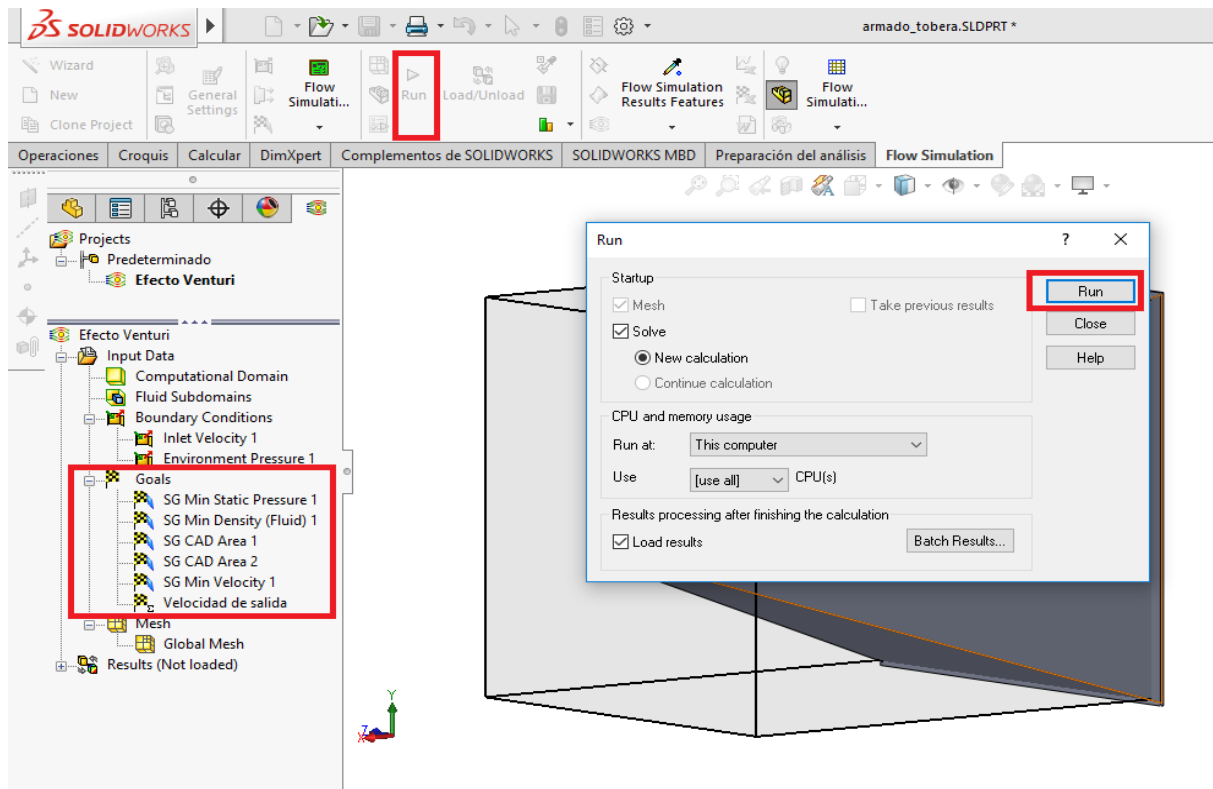 SOLIDWORKS
armado_tobera.SLDPRT *
Wizard
New
Clone Project
General
Settings
Flow
Simulati...
Run
Load/Unload
Flow Simulation
Results Features
Flow
Simulati...
Operaciones
Croquis
Calcular
DimXpert
Complementos de SOLIDWORKS
SOLIDWORKS MBD
Preparación del análisis
Flow Simulation
Projects
Predeterminado
Efecto Venturi
Efecto Venturi
Input Data
Computational Domain
Fluid Subdomains
Boundary Conditions
Inlet Velocity 1
Environment Pressure 1
Goals
SG Min Static Pressure 1
SG Min Density (Fluid) 1
SG CAD Area 1
SG CAD Area 2
SG Min Velocity 1
Velocidad de salida
Mesh
Global Mesh
Results (Not loaded)
Run
?
Startup
Mesh
Take previous results
Solve
New calculation
Continue calculation
Run
Close
Help
CPU and memory usage
Run at:
This computer
Use
[use all]
CPU(s)
Results processing after finishing the calculation
Load results
Batch Results...
Y
Z
X